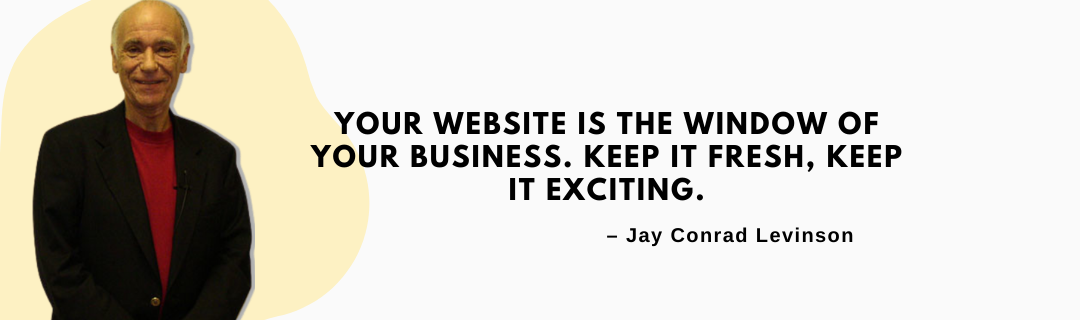 YOUR WEBSITE IS THE WINDOW OF
YOUR BUSINESS. KEEP IT FRESH, KEEP
IT EXCITING.
– Jay Conrad Levinson